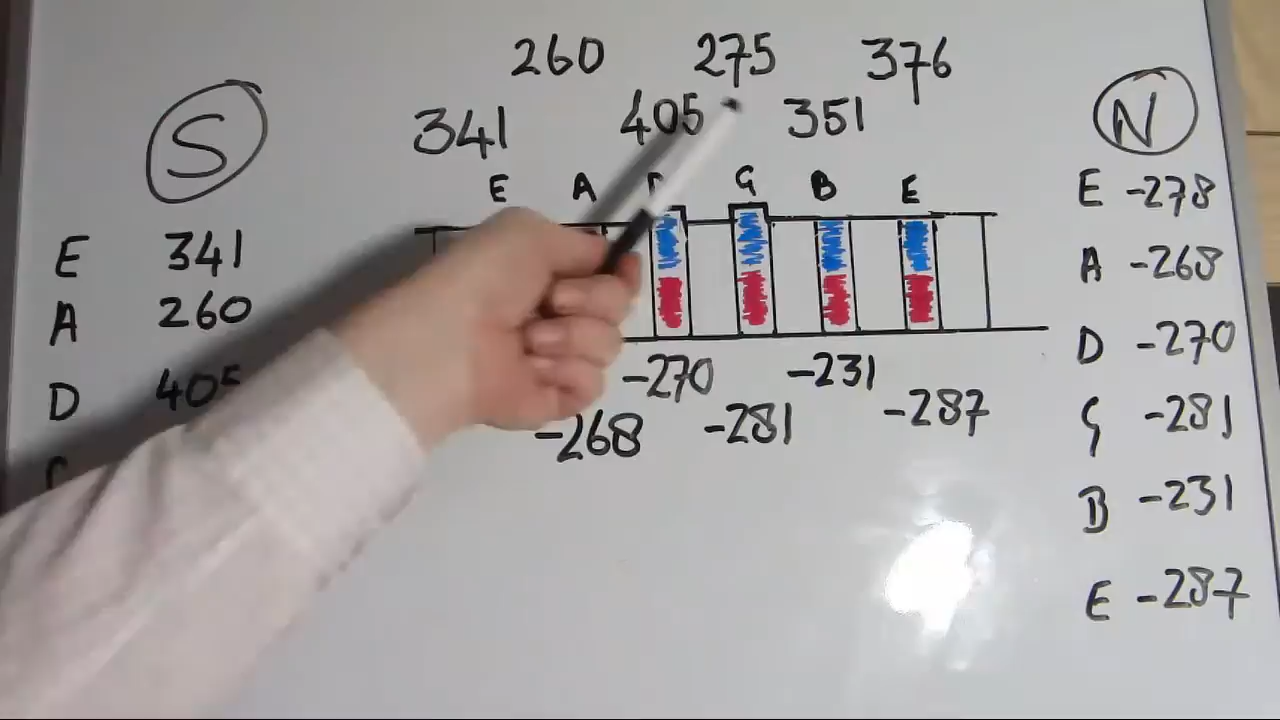 260 275 376
341 405 351
S
N
E A G B E
E 341
A 260
D 405
-270 -231
-268 -281 -287
E -278
A -268
D -270
G -281
B -231
E -287